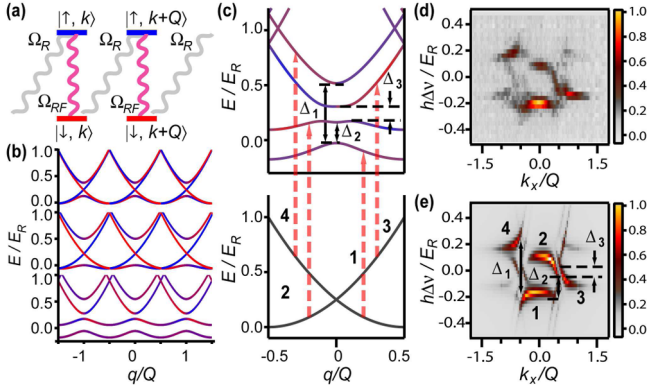 (a)
|↑, k⟩
|↑, k+Q⟩
Ω_R
Ω_R
Ω_RF
Ω_RF
|↓, k⟩
|↓, k+Q⟩
(b)
1.0
0.5
0.0
1.0
0.5
0.0
1.0
0.5
0.0
E / E_R
-1 0 1
q/Q
(c)
1.0
0.5
0.0
E / E_R
Δ_1
Δ_2
Δ_3
1.0
0.5
0.0
E / E_R
4
3
1
2
-0.5 0.0 0.5
q/Q
(d)
0.4
0.2
0.0
-0.2
-0.4
hΔν / E_R
-1.5 0.0 1.5
k_x/Q
1.0
0.8
0.6
0.4
0.2
0.0
(e)
0.4
0.2
0.0
-0.2
-0.4
hΔν / E_R
4
2
Δ_3
Δ_1
Δ_2
1
3
-1.5 0.0 1.5
k_x/Q
1.0
0.8
0.6
0.4
0.2
0.0